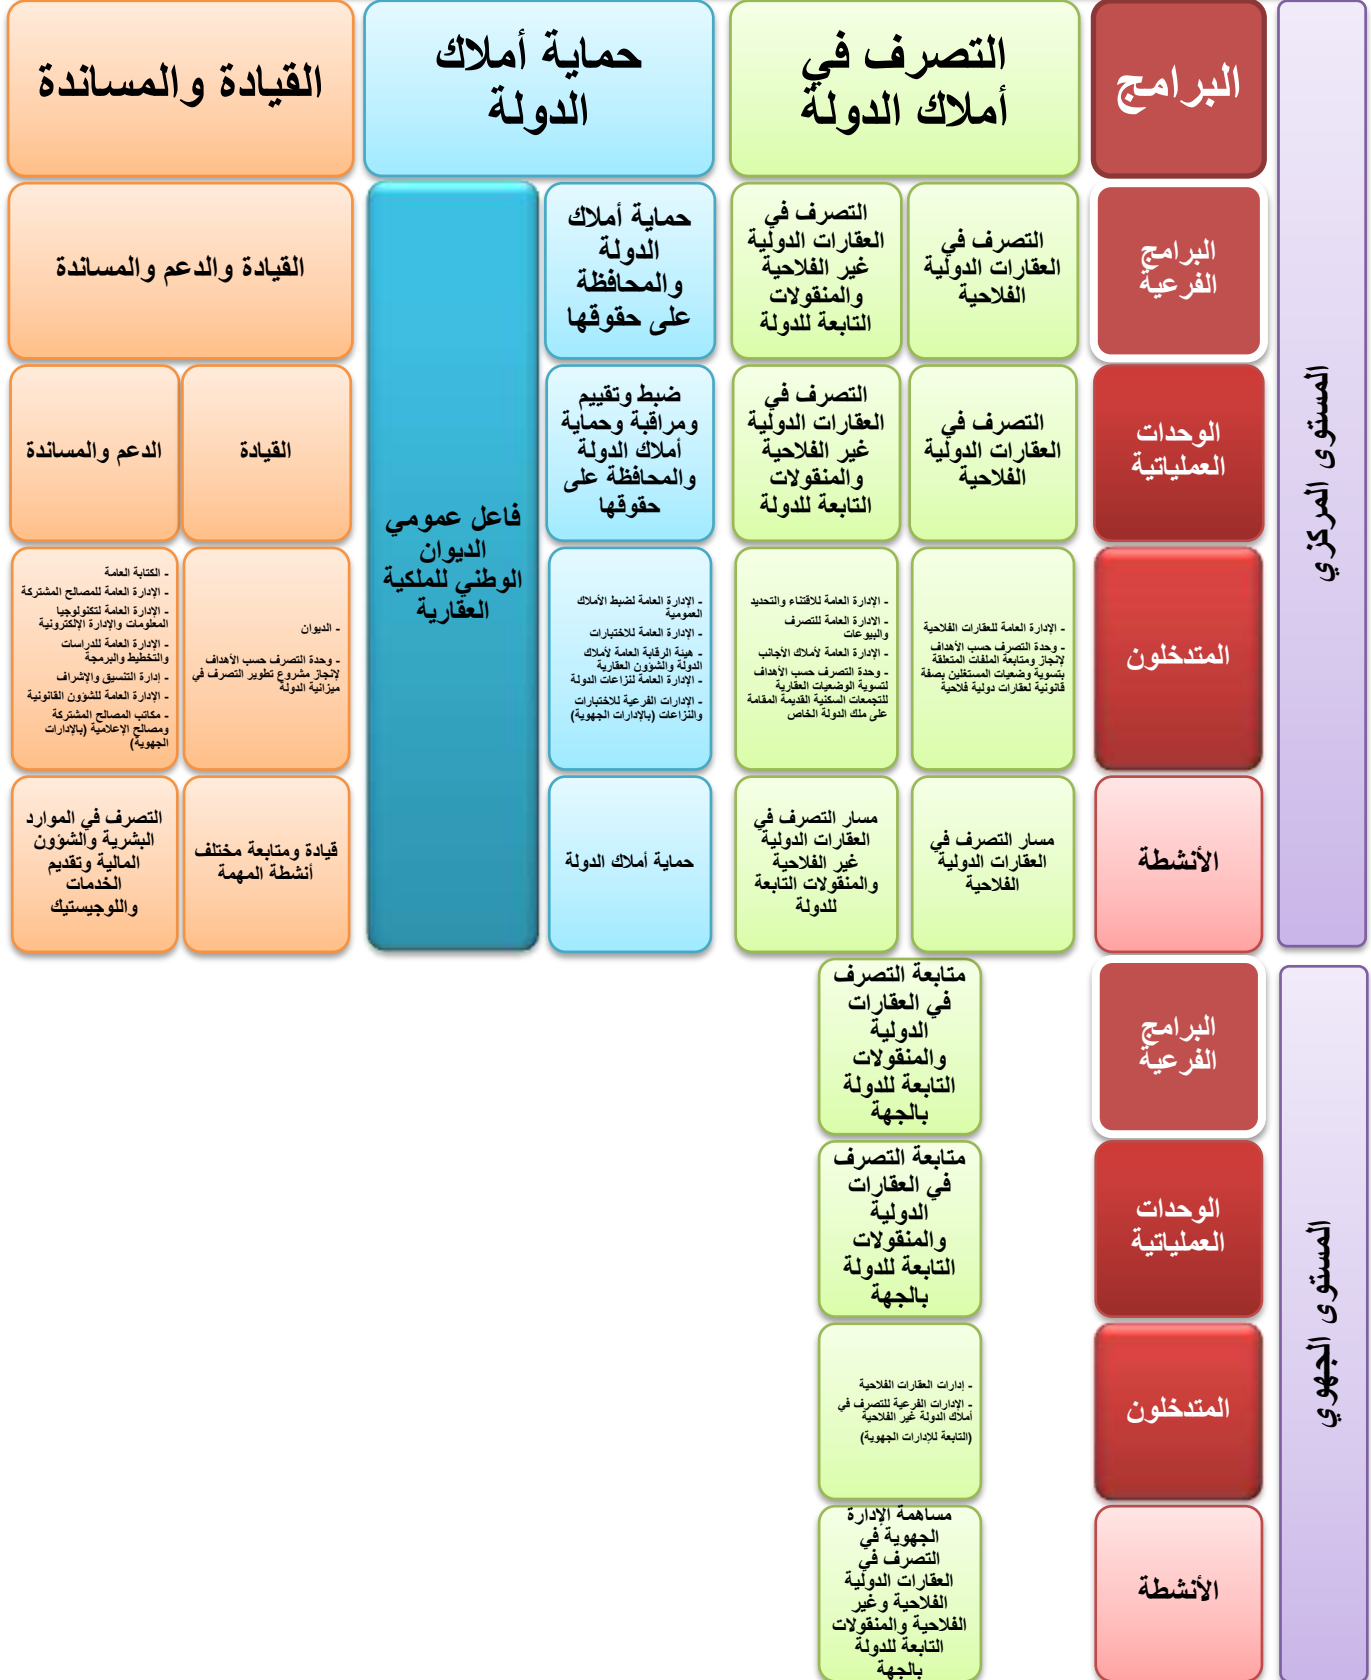 المستوى المركزي
البرامج
التصرف في
أملاك الدولة
حماية أملاك
الدولة
القيادة والمساندة
البرامج
الفرعية
التصرف في
العقارات الدولية
الفلاحية
التصرف في
العقارات الدولية
غير الفلاحية
والمنقولات
التابعة للدولة
حماية أملاك
الدولة
والمحافظة
على حقوقها
فاعل عمومي
الديوان
الوطني للملكية
العقارية
القيادة والدعم والمساندة
الوحدات
العملياتية
التصرف في
العقارات الدولية
الفلاحية
التصرف في
العقارات الدولية
غير الفلاحية
والمنقولات
التابعة للدولة
ضبط وتقييم
ومراقبة وحماية
أملاك الدولة
والمحافظة على
حقوقها
القيادة
الدعم والمساندة
المتدخلون
- الإدارة العامة للعقارات الفلاحية
- وحدة التصرف حسب الأهداف
لإنجاز ومتابعة الملفات المتعلقة
بتسوية وضعيات المستغلين بصفة
قانونية لعقارات دولية فلاحية
- الإدارة العامة للاقتناء والتحديد
- الإدارة العامة للتصرف
والبيوعات
- الإدارة العامة لأملاك الأجانب
- وحدة التصرف حسب الأهداف
لتسوية الوضعيات العقارية
للتجمعات السكنية القديمة المقامة
على ملك الدولة الخاص
- الإدارة العامة لضبط الأملاك
العمومية
- الإدارة العامة للاختبارات
- هيئة الرقابة العامة لأملاك
الدولة والشؤون العقارية
- الإدارة العامة لنزاعات الدولة
- الإدارات الفرعية للاختبارات
والنزاعات (بالإدارات الجهوية)
- الديوان
- وحدة التصرف حسب الأهداف
لإنجاز مشروع تطوير التصرف في
ميزانية الدولة
- الكتابة العامة
- الإدارة العامة للمصالح المشتركة
- الإدارة العامة لتكنولوجيا
المعلومات والإدارة الإلكترونية
- الإدارة العامة للدراسات
والتخطيط والبرمجة
- إدارة التنسيق والإشراف
- الإدارة العامة للشؤون القانونية
- مكاتب المصالح المشتركة
ومصالح الإعلامية (بالإدارات
الجهوية)
الأنشطة
مسار التصرف في
العقارات الدولية
الفلاحية
مسار التصرف في
العقارات الدولية
غير الفلاحية
والمنقولات التابعة
للدولة
حماية أملاك الدولة
قيادة ومتابعة مختلف
أنشطة المهمة
التصرف في الموارد
البشرية والشؤون
المالية وتقديم
الخدمات
واللوجيستيك
المستوى الجهوي
البرامج
الفرعية
متابعة التصرف
في العقارات
الدولية
والمنقولات
التابعة للدولة
بالجهة
الوحدات
العملياتية
متابعة التصرف
في العقارات
الدولية
والمنقولات
التابعة للدولة
بالجهة
المتدخلون
- إدارات العقارات الفلاحية
- الإدارات الفرعية للتصرف في
أملاك الدولة غير الفلاحية
(التابعة للإدارات الجهوية)
الأنشطة
مساهمة الإدارة
الجهوية في
التصرف في
العقارات الدولية
الفلاحية وغير
الفلاحية والمنقولات
التابعة للدولة
بالجهة